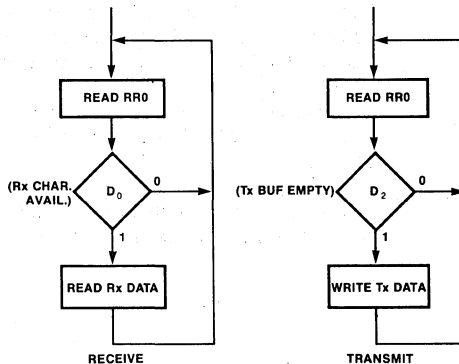 READ RR0
(Rx CHAR.
AVAIL.)
D0
0
1
READ Rx DATA
RECEIVE
READ RR0
(Tx BUF EMPTY)
D2
0
1
WRITE Tx DATA
TRANSMIT